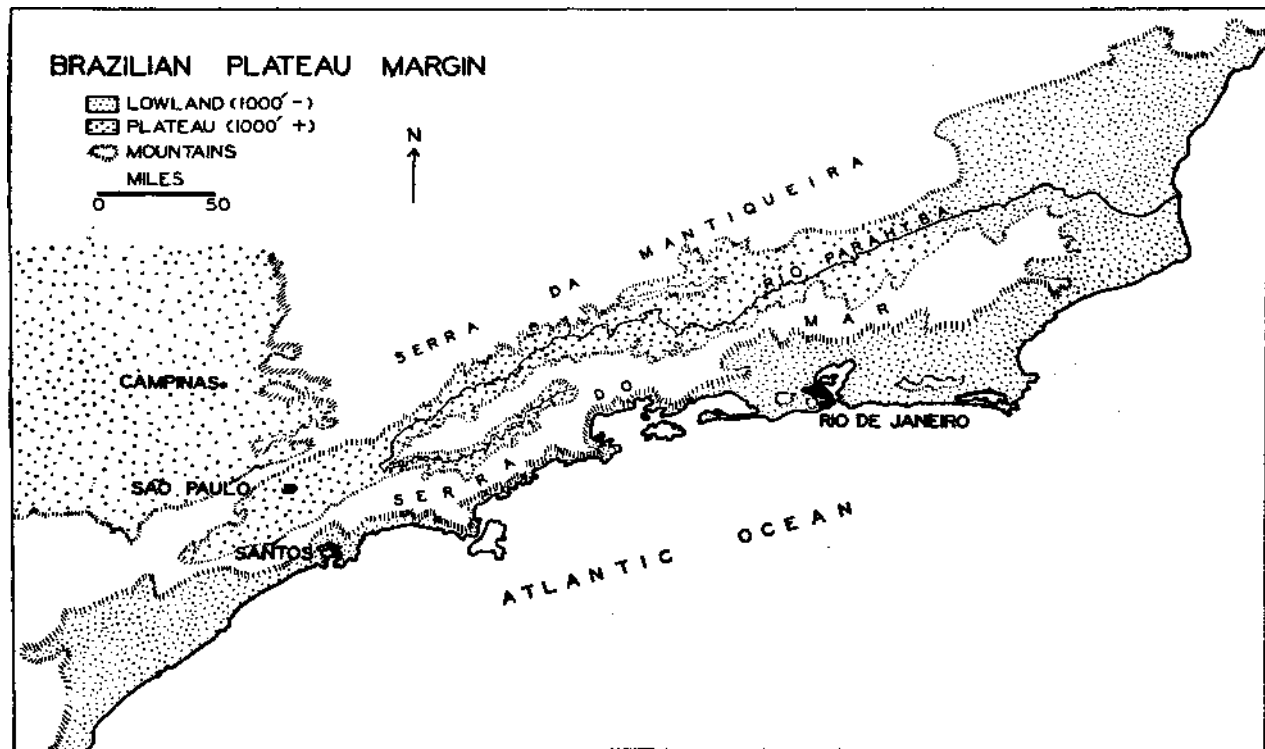 BRAZILIAN PLATEAU MARGIN
LOWLAND (1000′ -)
PLATEAU (1000′ +)
MOUNTAINS
MILES
0 50
N
SERRA DA MANTIQUEIRA
RIO PARAHYBA
SERRA DO MAR
CAMPINAS
RIO DE JANEIRO
SAO PAULO
SANTOS
ATLANTIC OCEAN